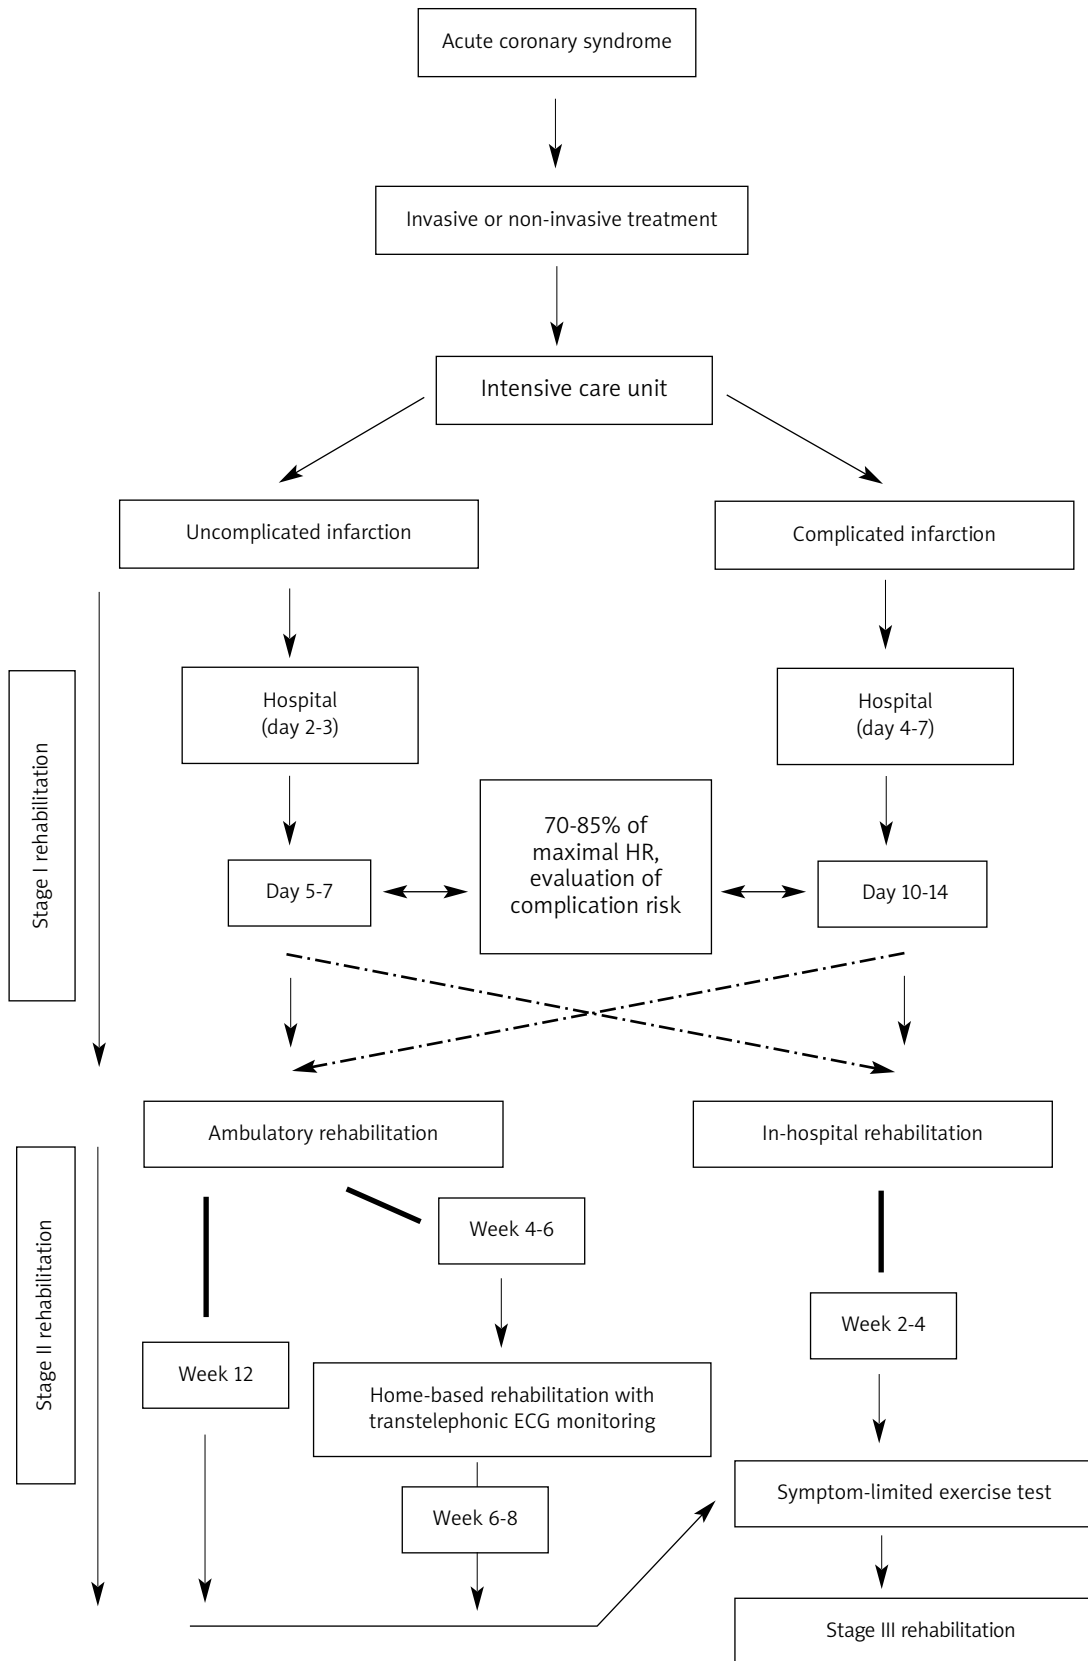 Acute coronary syndrome
Invasive or non-invasive treatment
Intensive care unit
Uncomplicated infarction
Complicated infarction
Stage I rehabilitation
Hospital
(day 2-3)
Hospital
(day 4-7)
70-85% of
maximal HR,
evaluation of
complication risk
Day 5-7
Day 10-14
Ambulatory rehabilitation
In-hospital rehabilitation
Stage II rehabilitation
Week 4-6
Week 2-4
Week 12
Home-based rehabilitation with
transtelephonic ECG monitoring
Symptom-limited exercise test
Week 6-8
Stage III rehabilitation